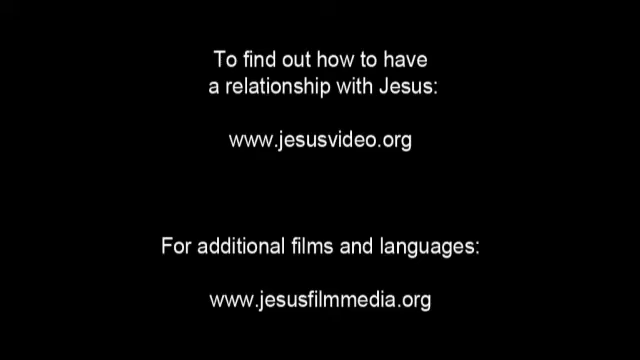 To find out how to have
a relationship with Jesus:
www.jesusvideo.org
For additional films and languages:
www.jesusfilmmedia.org